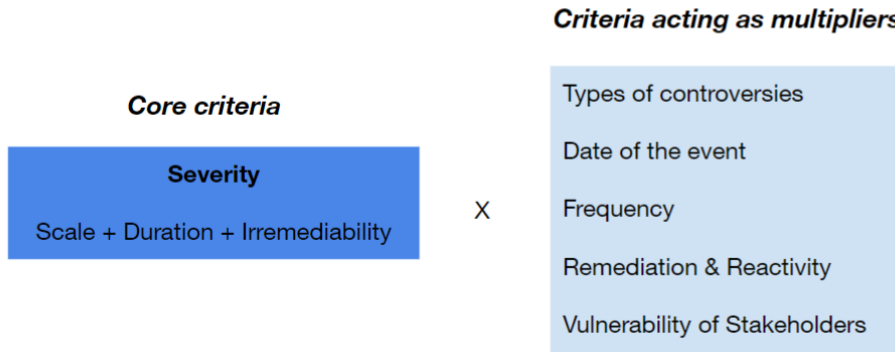 Criteria acting as multipliers
Core criteria
Severity
Scale + Duration + Irremediability
X
Types of controversies
Date of the event
Frequency
Remediation & Reactivity
Vulnerability of Stakeholders